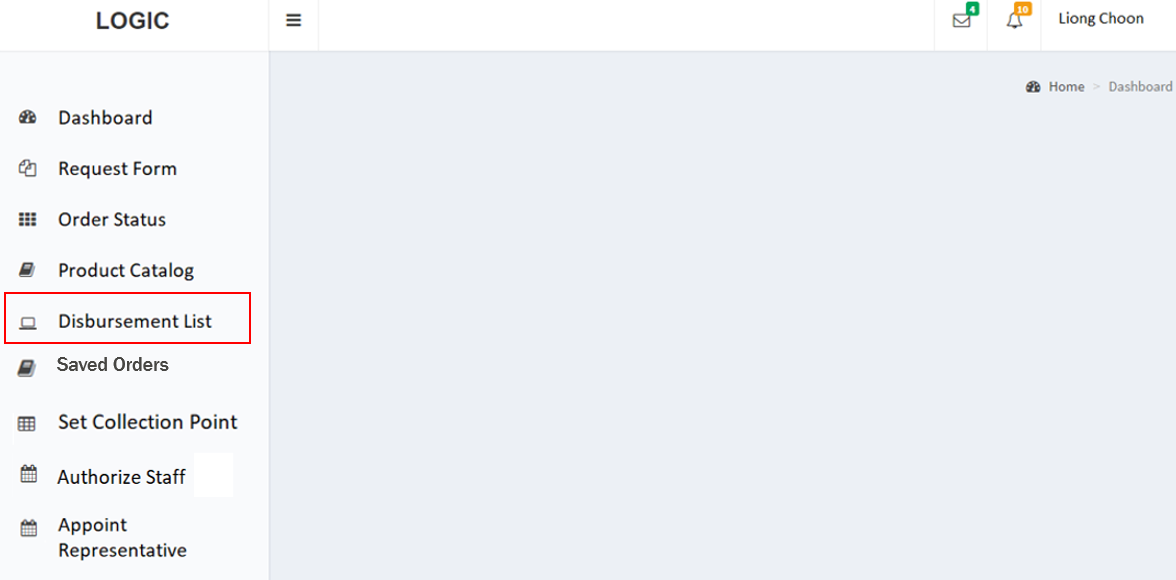 LOGIC
4
10
Liong Choon
Home > Dashboard
Dashboard
Request Form
Order Status
Product Catalog
Disbursement List
Saved Orders
Set Collection Point
Authorize Staff
Appoint
Representative